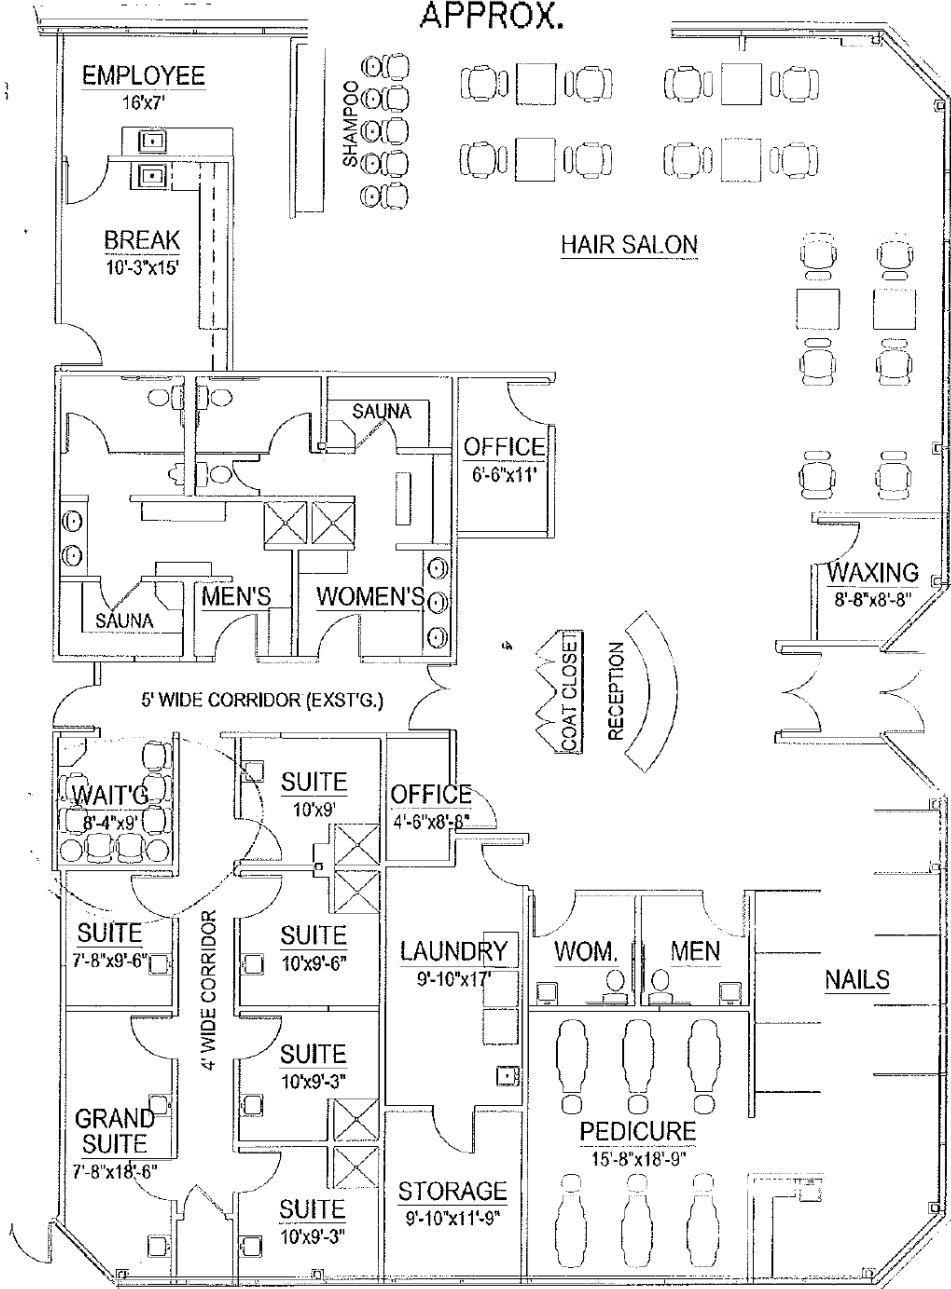 APPROX.
EMPLOYEE
16'x7'
SHAMPOO
BREAK
10'-3"x15'
HAIR SALON
SAUNA
OFFICE
6'-6"x11'
WAXING
8'-8"x8'-8"
MEN'S
WOMEN'S
SAUNA
5' WIDE CORRIDOR (EXST'G.)
COAT CLOSET
RECEPTION
WAIT'G
8'-4"x9'
SUITE
10'x9'
OFFICE
4'-6"x8'-8"
SUITE
7'-8"x9'-6"
4' WIDE CORRIDOR
SUITE
10'x9'-6"
LAUNDRY
9'-10"x17'
WOM.
MEN
NAILS
SUITE
10'x9'-3"
GRAND
SUITE
7'-8"x18'-6"
PEDICURE
15'-8"x18'-9"
SUITE
10'x9'-3"
STORAGE
9'-10"x11'-9"